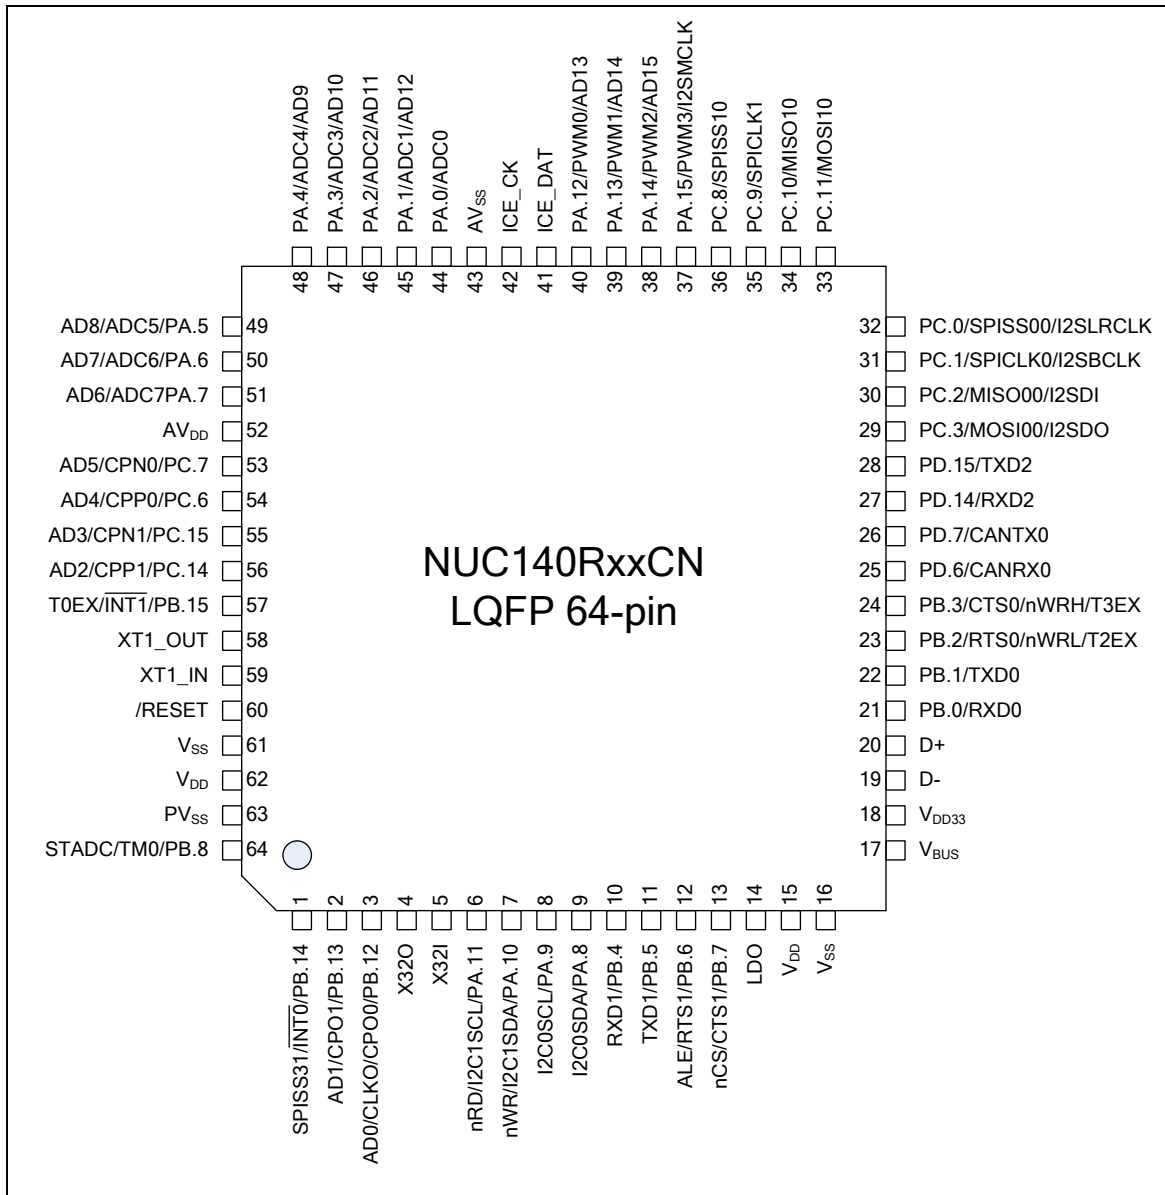 PA.4/ADC4/AD9
PA.3/ADC3/AD10
PA.2/ADC2/AD11
PA.1/ADC1/AD12
PA.0/ADC0
AVSS
ICE_CK
ICE_DAT
PA.12/PWM0/AD13
PA.13/PWM1/AD14
PA.14/PWM2/AD15
PA.15/PWM3/I2SMCLK
PC.8/SPISS10
PC.9/SPICLK1
PC.10/MISO10
PC.11/MOSI10
48
47
46
45
44
43
42
41
40
39
38
37
36
35
34
33
AD8/ADC5/PA.5 49
AD7/ADC6/PA.6 50
AD6/ADC7PA.7 51
AVDD 52
AD5/CPN0/PC.7 53
AD4/CPP0/PC.6 54
AD3/CPN1/PC.15 55
AD2/CPP1/PC.14 56
T0EX/INT1/PB.15 57
XT1_OUT 58
XT1_IN 59
/RESET 60
VSS 61
VDD 62
PVSS 63
STADC/TM0/PB.8 64
NUC140RxxCN
LQFP 64-pin
32 PC.0/SPISS00/I2SLRCLK
31 PC.1/SPICLK0/I2SBCLK
30 PC.2/MISO00/I2SDI
29 PC.3/MOSI00/I2SDO
28 PD.15/TXD2
27 PD.14/RXD2
26 PD.7/CANTX0
25 PD.6/CANRX0
24 PB.3/CTS0/nWRH/T3EX
23 PB.2/RTS0/nWRL/T2EX
22 PB.1/TXD0
21 PB.0/RXD0
20 D+
19 D-
18 VDD33
17 VBUS
1
2
3
4
5
6
7
8
9
10
11
12
13
14
15
16
SPISS31/INT0/PB.14
AD1/CPO1/PB.13
AD0/CLKO/CPO0/PB.12
X32O
X32I
nRD/I2C1SCL/PA.11
nWR/I2C1SDA/PA.10
I2C0SCL/PA.9
I2C0SDA/PA.8
RXD1/PB.4
TXD1/PB.5
ALE/RTS1/PB.6
nCS/CTS1/PB.7
LDO
VDD
VSS